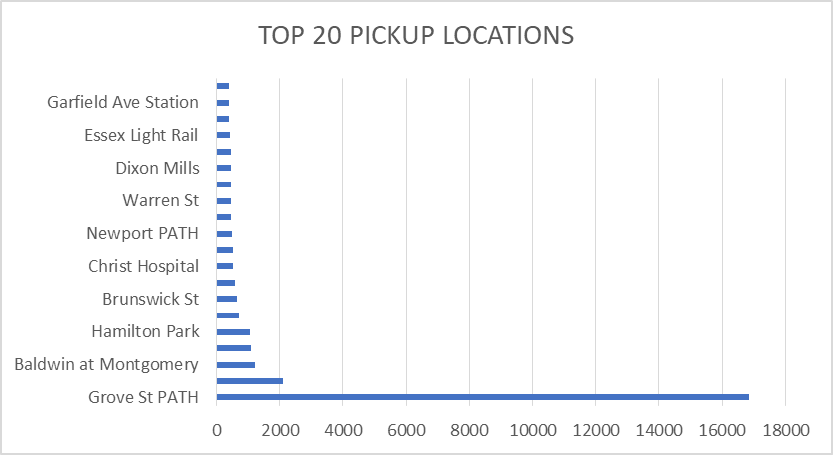 TOP 20 PICKUP LOCATIONS
Garfield Ave Station
Essex Light Rail
Dixon Mills
Warren St
Newport PATH
Christ Hospital
Brunswick St
Hamilton Park
Baldwin at Montgomery
Grove St PATH
0 2000 4000 6000 8000 10000 12000 14000 16000 18000